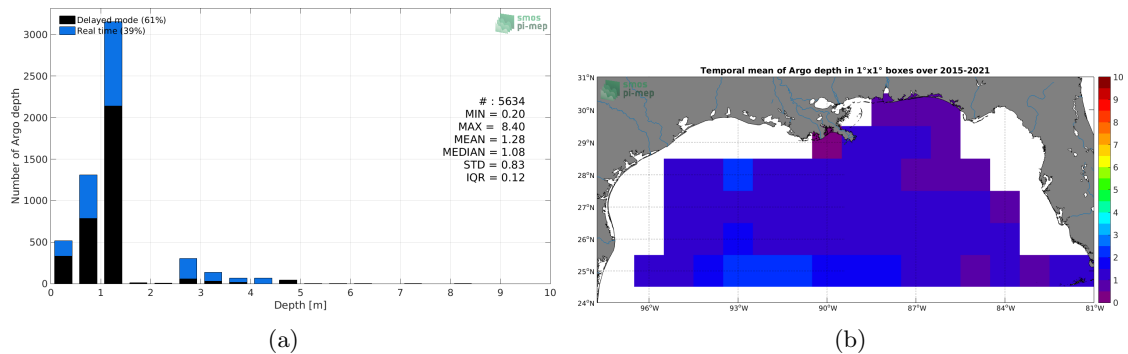 Delayed mode (61%)
Real time (39%)
smos
pi-mep
3000
2500
2000
1500
1000
500
0
Number of Argo depth
# : 5634
MIN = 0.20
MAX = 8.40
MEAN = 1.28
MEDIAN = 1.08
STD = 0.83
IQR = 0.12
0 1 2 3 4 5 6 7 8 9 10
Depth [m]
(a)
Temporal mean of Argo depth in 1°x1° boxes over 2015-2021
smos
pi-mep
31°N
30°N
29°N
28°N
27°N
26°N
25°N
24°N
96°W 93°W 90°W 87°W 84°W 81°W
10
9
8
7
6
5
4
3
2
1
0
(b)